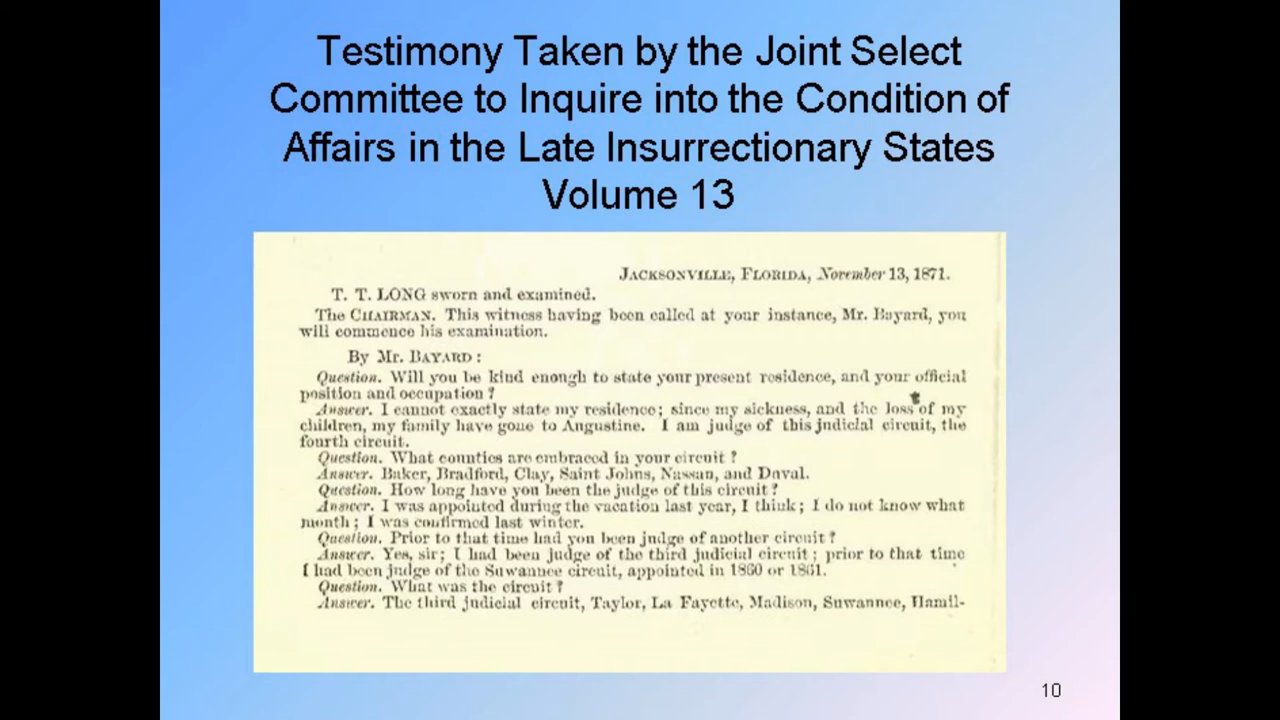 Testimony Taken by the Joint Select
Committee to Inquire into the Condition of
Affairs in the Late Insurrectionary States
Volume 13
JACKSONVILLE, FLORIDA, November 13, 1871.
T. T. LONG sworn and examined.
The CHAIRMAN. This witness having been called at your instance, Mr. Bayard, you
will commence his examination.
By Mr. BAYARD:
Question. Will you be kind enough to state your present residence, and your official
position and occupation?
Answer. I cannot exactly state my residence; since my sickness, and the loss of my
children, my family have gone to Augustine. I am judge of this judicial circuit, the
fourth circuit.
Question. What counties are embraced in your circuit?
Answer. Baker, Bradford, Clay, Saint Johns, Nassau, and Duval.
Question. How long have you been the judge of this circuit?
Answer. I was appointed during the vacation last year, I think; I do not know what
month; I was confirmed last winter.
Question. Prior to that time had you been judge of another circuit?
Answer. Yes, sir; I had been judge of the third judicial circuit; prior to that time
I had been judge of the Suwannee circuit, appointed in 1860 or 1861.
Question. What was the circuit?
Answer. The third judicial circuit, Taylor, La Fayette, Madison, Suwannee, Hamil-
10